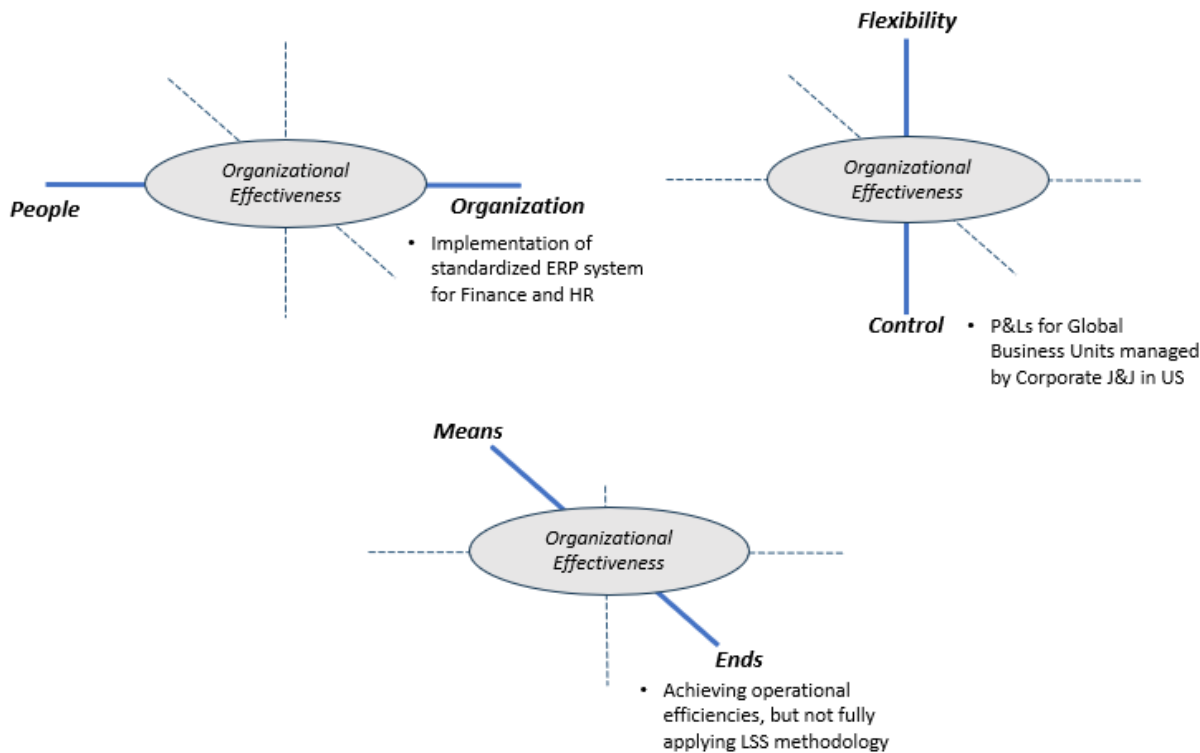 Organizational
Effectiveness
People
Organization
• Implementation of
standardized ERP system
for Finance and HR
Flexibility
Organizational
Effectiveness
Control
• P&Ls for Global
Business Units managed
by Corporate J&J in US
Means
Organizational
Effectiveness
Ends
• Achieving operational
efficiencies, but not fully
applying LSS methodology